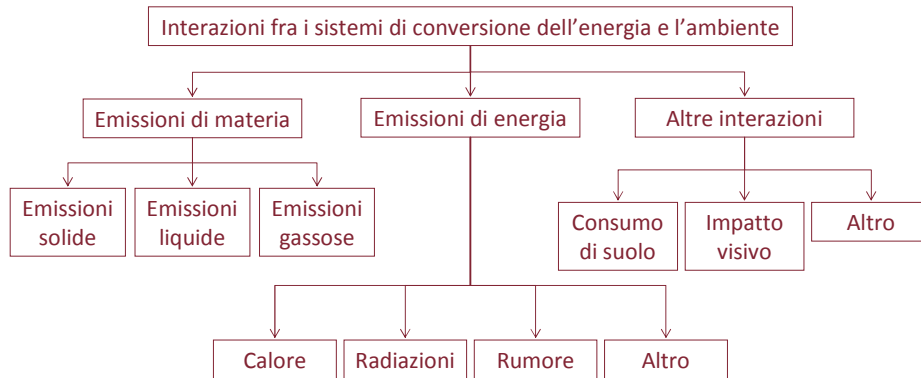 Interazioni fra i sistemi di conversione dell'energia e l'ambiente
Emissioni di materia
Emissioni di energia
Altre interazioni
Emissioni
solide
Emissioni
liquide
Emissioni
gassose
Consumo
di suolo
Impatto
visivo
Altro
Calore
Radiazioni
Rumore
Altro